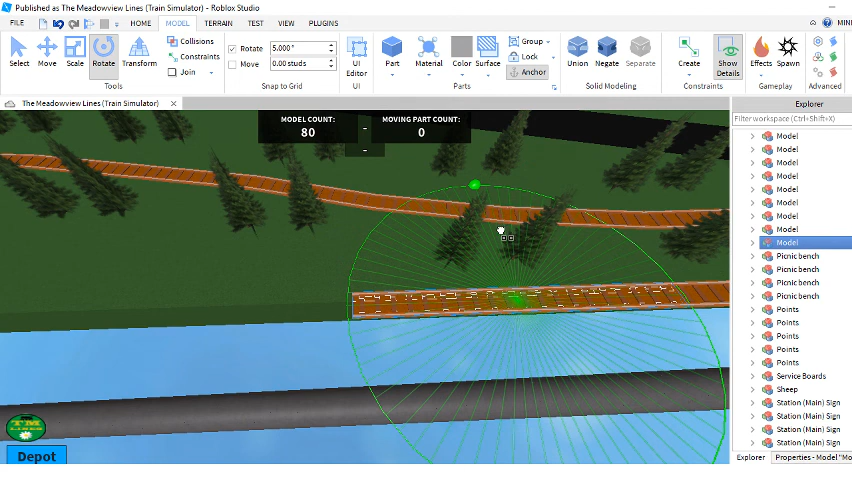 Published as The Meadowview Lines (Train Simulator) - Roblox Studio
FILE HOME MODEL TERRAIN TEST VIEW PLUGINS
Select Move Scale Rotate Transform
Collisions
Constraints
Join
Tools
Rotate 5.000°
Move 0.00 studs
Snap to Grid
UI Editor
UI
Part Material Color Surface
Group
Lock
Anchor
Parts
Union Negate Separate
Solid Modeling
Create Show Details
Constraints
Effects Spawn
Gameplay
Advanced
The Meadowview Lines (Train Simulator)
MODEL COUNT:
80
-
MOVING PART COUNT:
0
-
Depot
Explorer
Filter workspace (Ctrl+Shift+X)
Model
Model
Model
Model
Model
Model
Model
Model
Model
Picnic bench
Picnic bench
Picnic bench
Picnic bench
Points
Points
Points
Points
Points
Service Boards
Sheep
Station (Main) Sign
Station (Main) Sign
Station (Main) Sign
Station (Main) Sign
Explorer Properties - Model "Mo